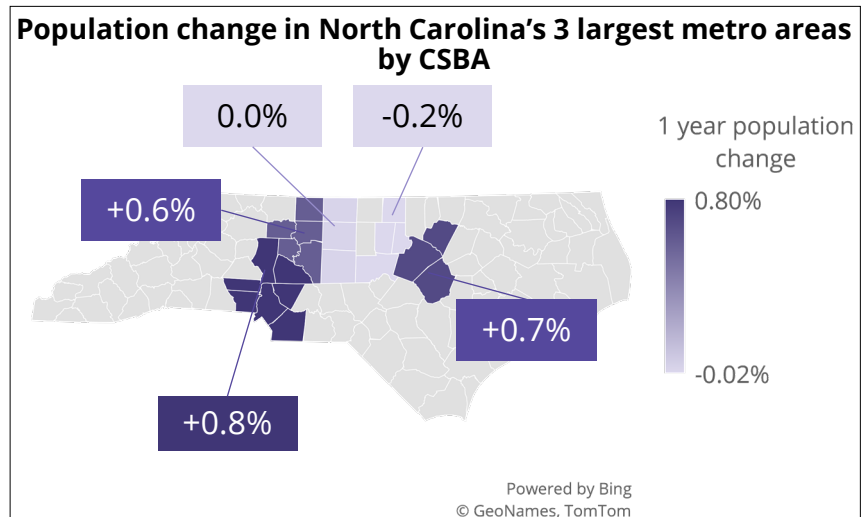 Population change in North Carolina’s 3 largest metro areas
by CSBA
0.0%
-0.2%
1 year population
change
+0.6%
0.80%
+0.7%
-0.02%
+0.8%
Powered by Bing
© GeoNames, TomTom